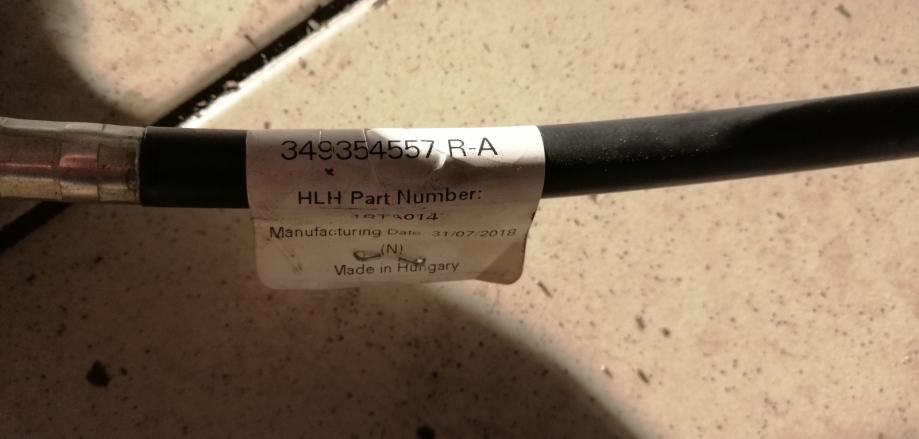 349354557 R-A
HLH Part Number:
Manufacturing Date: 31/07/2018
(N)
Made in Hungary